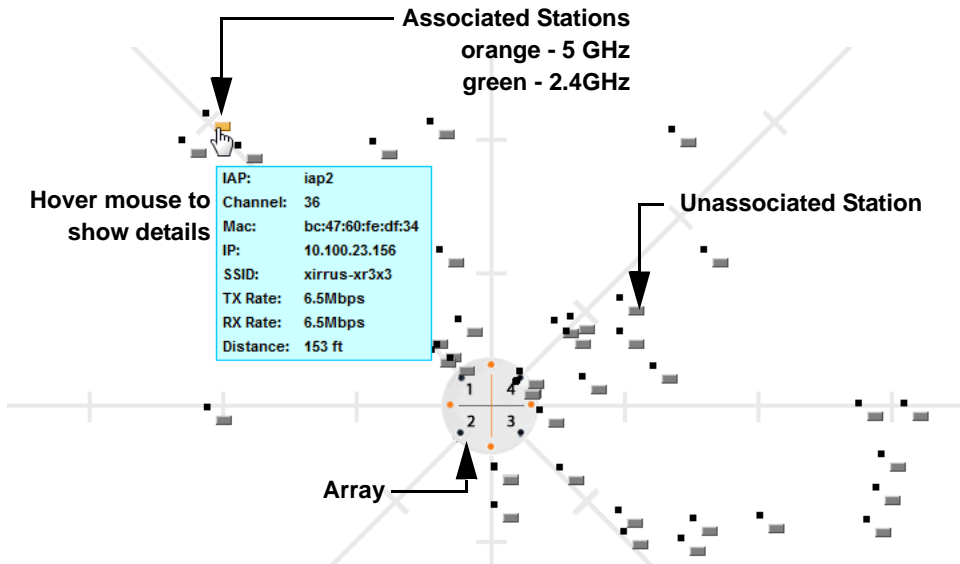 Associated Stations
orange - 5 GHz
green - 2.4GHz
Hover mouse to
show details
IAP: iap2
Channel: 36
Mac: bc:47:60:fe:df:34
IP: 10.100.23.156
SSID: xirrus-xr3x3
TX Rate: 6.5Mbps
RX Rate: 6.5Mbps
Distance: 153 ft
Unassociated Station
1 4
2 3
Array